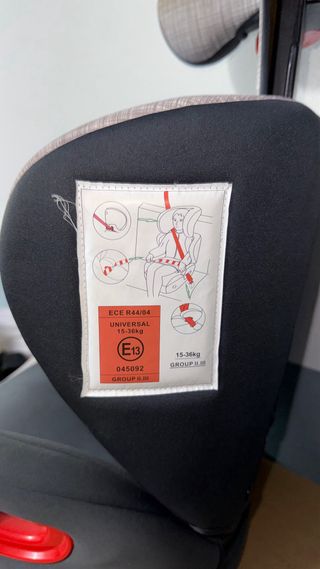 ECE R44/04
UNIVERSAL
15-36kg
E13
045092
GROUP II.III
15-36kg
GROUP II.III